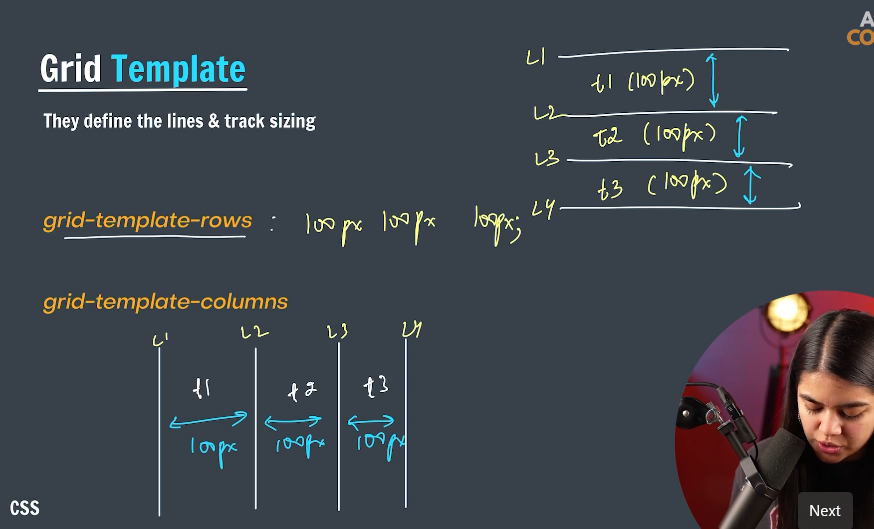 A
CO
Grid Template
They define the lines & track sizing
L1
t1 (100px)
L2
t2 (100px)
L3
t3 (100px)
L4
grid-template-rows : 100px 100px 100px;
grid-template-columns
L1 L2 L3 L4
t1 t2 t3
100px 100px 100px
CSS
Next